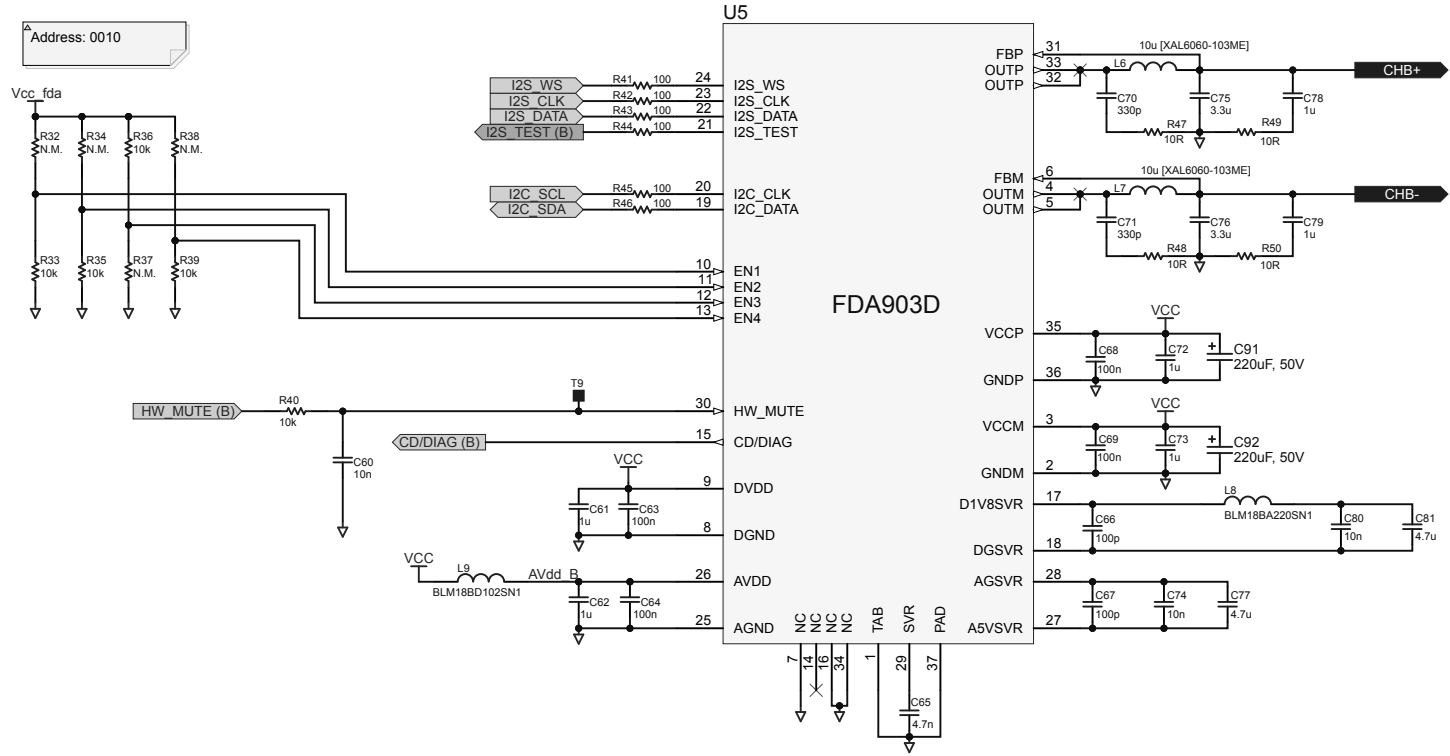 U5
Address: 0010
Vcc_fda
R32
N.M.
R34
N.M.
R36
10k
R38
N.M.
R33
10k
R35
10k
R37
N.M.
R39
10k
I2S_WS R41 100 24 I2S_WS
I2S_CLK R42 100 23 I2S_CLK
I2S_DATA R43 100 22 I2S_DATA
I2S_TEST (B) R44 100 21 I2S_TEST
I2C_SCL R45 100 20 I2C_CLK
I2C_SDA R46 100 19 I2C_DATA
10 EN1
11 EN2
12 EN3
13 EN4
FDA903D
HW_MUTE (B) R40 10k T9 30 HW_MUTE
C60
10n
CD/DIAG (B) 15 CD/DIAG
VCC
9 DVDD
C61
1u
C63
100n
8 DGND
VCC L9 AVdd_B 26 AVDD
BLM18BD102SN1
C62
1u
C64
100n
25 AGND
NC 7
NC 14
NC 16
NC 34
TAB 1
SVR 29
PAD 37
C65
4.7n
FBP 31
OUTP 33
OUTP 32
10u [XAL6060-103ME]
L6
CHB+
C70
330p
C75
3.3u
C78
1u
R47
10R
R49
10R
FBM 6
OUTM 4
OUTM 5
10u [XAL6060-103ME]
L7
CHB-
C71
330p
C76
3.3u
C79
1u
R48
10R
R50
10R
VCC
VCCP 35
C68
100n
C72
1u
+ C91
220uF, 50V
GNDP 36
VCC
VCCM 3
C69
100n
C73
1u
+ C92
220uF, 50V
GNDM 2
D1V8SVR 17
L8
BLM18BA220SN1
C66
100p
C80
10n
C81
4.7u
DGSVR 18
AGSVR 28
C67
100p
C74
10n
C77
4.7u
A5VSVR 27